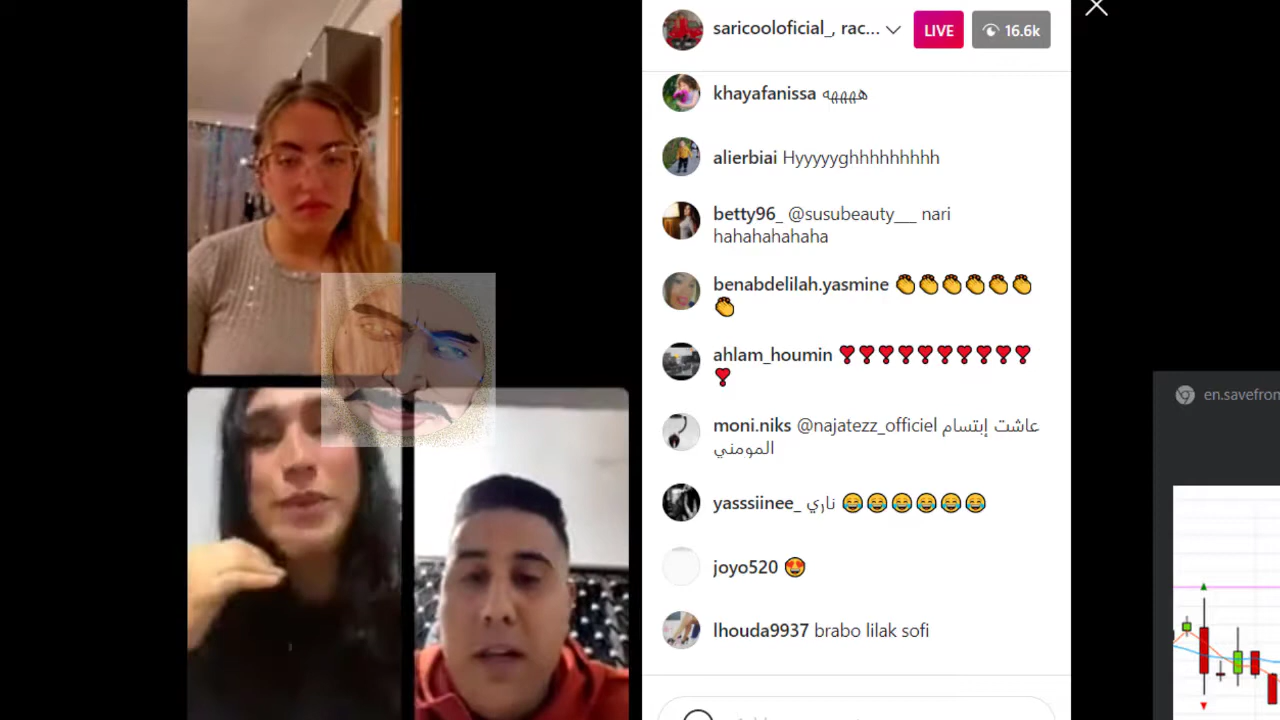 saricooloficial_, rac...
LIVE
16.6k
khayafanissa ههههه
alierbiai Hyyyyyghhhhhhhhh
betty96_ @susubeauty___ nari
hahahahahaha
benabdelilah.yasmine 👏👏👏👏👏👏
👏
ahlam_houmin ❣❣❣❣❣❣❣❣❣❣
❣
moni.niks @najatezz_officiel عاشت إبتسام
المومني
yasssiinee_ ناري 😂😂😂😂😂😂
joyo520 😍
lhouda9937 brabo lilak sofi
en.savefron